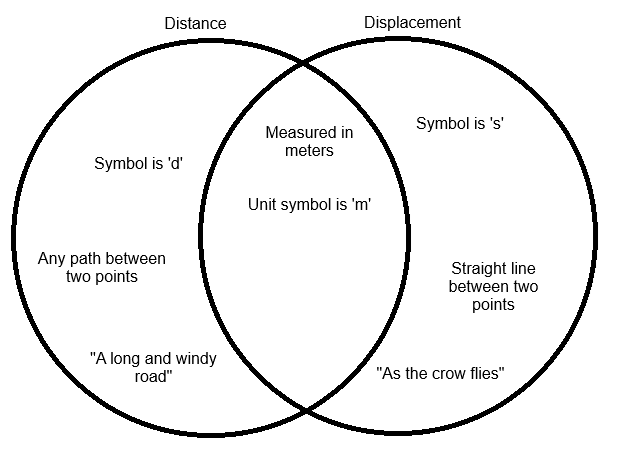 Distance
Displacement
Symbol is 'd'
Any path between
two points
"A long and windy
road"
Measured in
meters
Unit symbol is 'm'
Symbol is 's'
Straight line
between two
points
"As the crow flies"